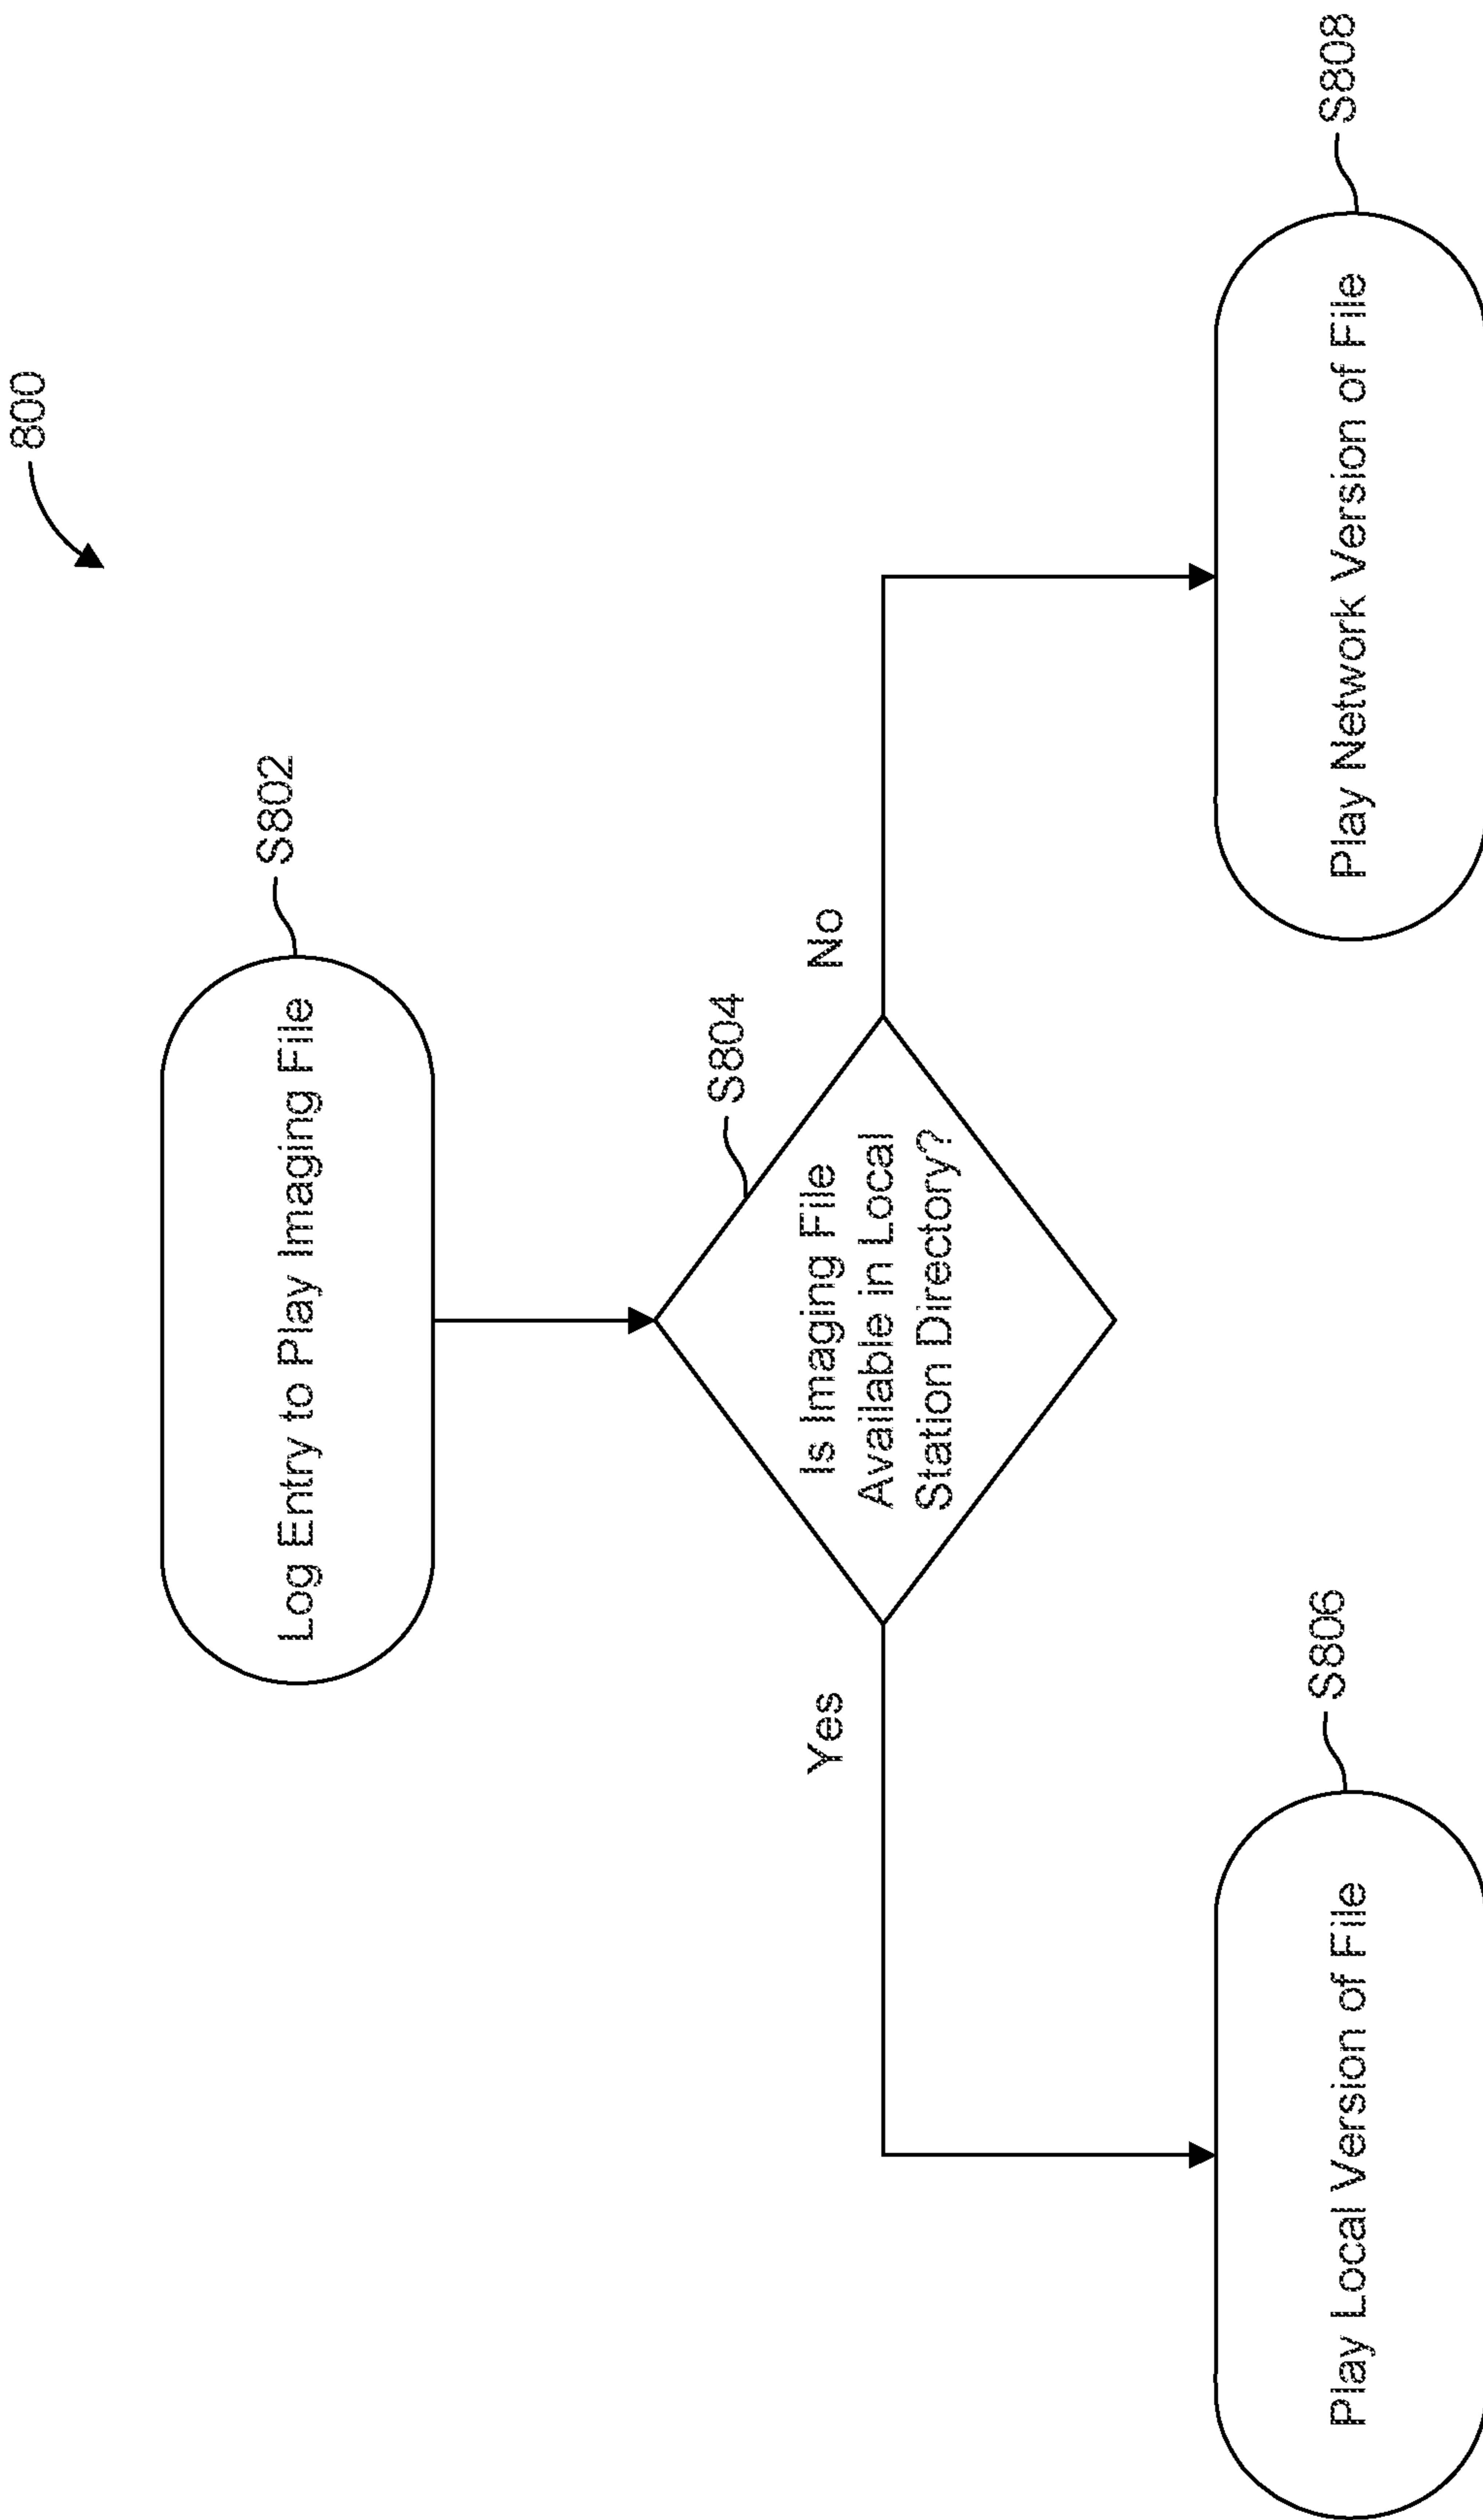 800
S802
Log Entry to Play Imaging File
S804
Is Imaging File
Available in Local
Station Directory?
Yes
No
S806
Play Local Version of File
S808
Play Network Version of File